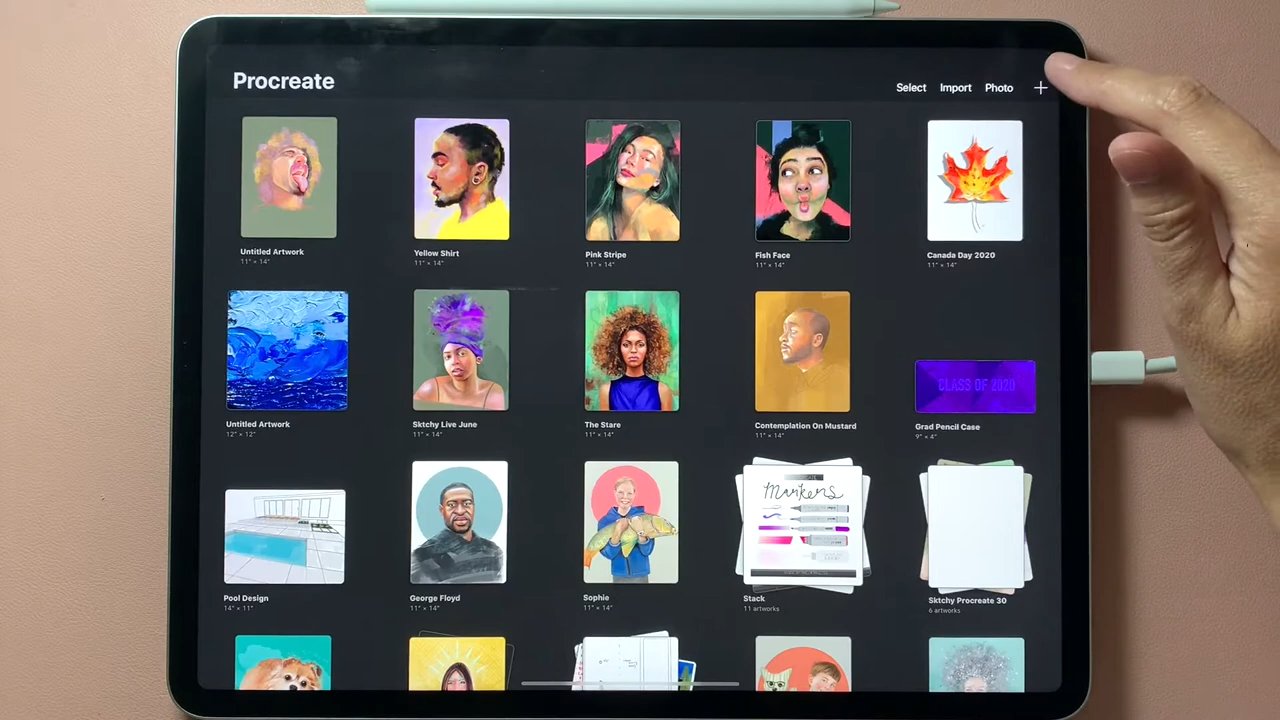 Procreate
Select Import Photo
Untitled Artwork
11" × 14"
Yellow Shirt
11" × 14"
Pink Stripe
11" × 14"
Fish Face
11" × 14"
Canada Day 2020
11" × 14"
CLASS OF 2020
Untitled Artwork
12" × 12"
Sktchy Live June
11" × 14"
The Stare
11" × 14"
Contemplation On Mustard
11" × 14"
Grad Pencil Case
9" × 4"
Markers
Pool Design
14" × 11"
George Floyd
11" × 14"
Sophie
11" × 14"
Stack
11 artworks
Sktchy Procreate 30
6 artworks